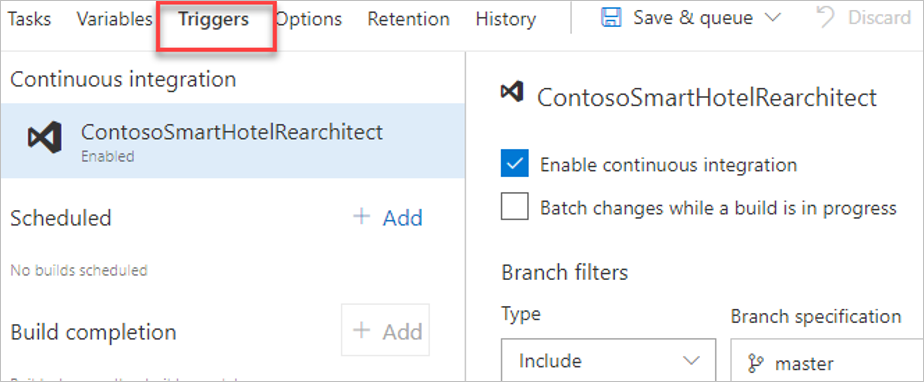 Tasks Variables Triggers Options Retention History Save & queue Discard
Continuous integration
ContosoSmartHotelRearchitect
Enabled
Scheduled + Add
No builds scheduled
Build completion + Add
ContosoSmartHotelRearchitect
Enable continuous integration
Batch changes while a build is in progress
Branch filters
Type Branch specification
Include master